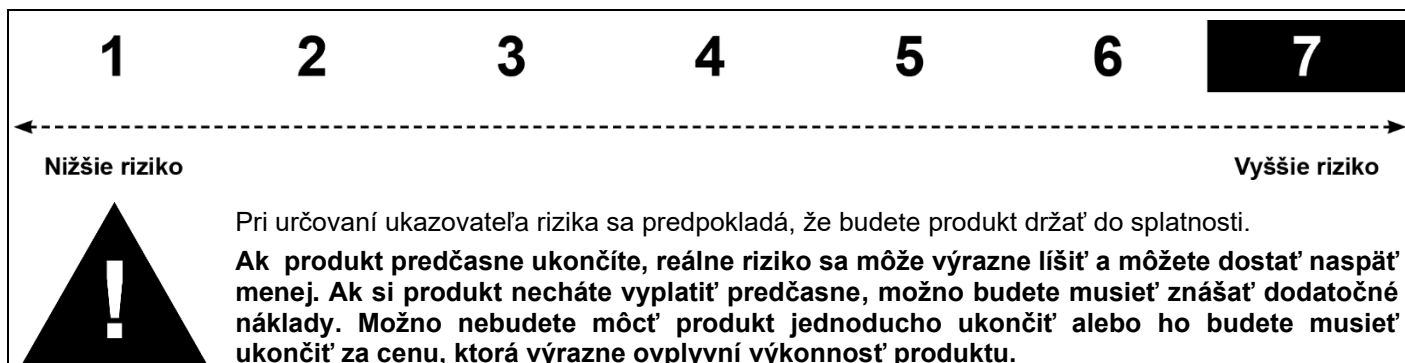 1 2 3 4 5 6 7
Nižšie riziko Vyššie riziko
Pri určovaní ukazovateľa rizika sa predpokladá, že budete produkt držať do splatnosti.
Ak produkt predčasne ukončíte, reálne riziko sa môže výrazne líšiť a môžete dostať naspäť
menej. Ak si produkt necháte vyplatiť predčasne, možno budete musieť znášať dodatočné
náklady. Možno nebudete môcť produkt jednoducho ukončiť alebo ho budete musieť
ukončiť za cenu, ktorá výrazne ovplyvní výkonnosť produktu.
!